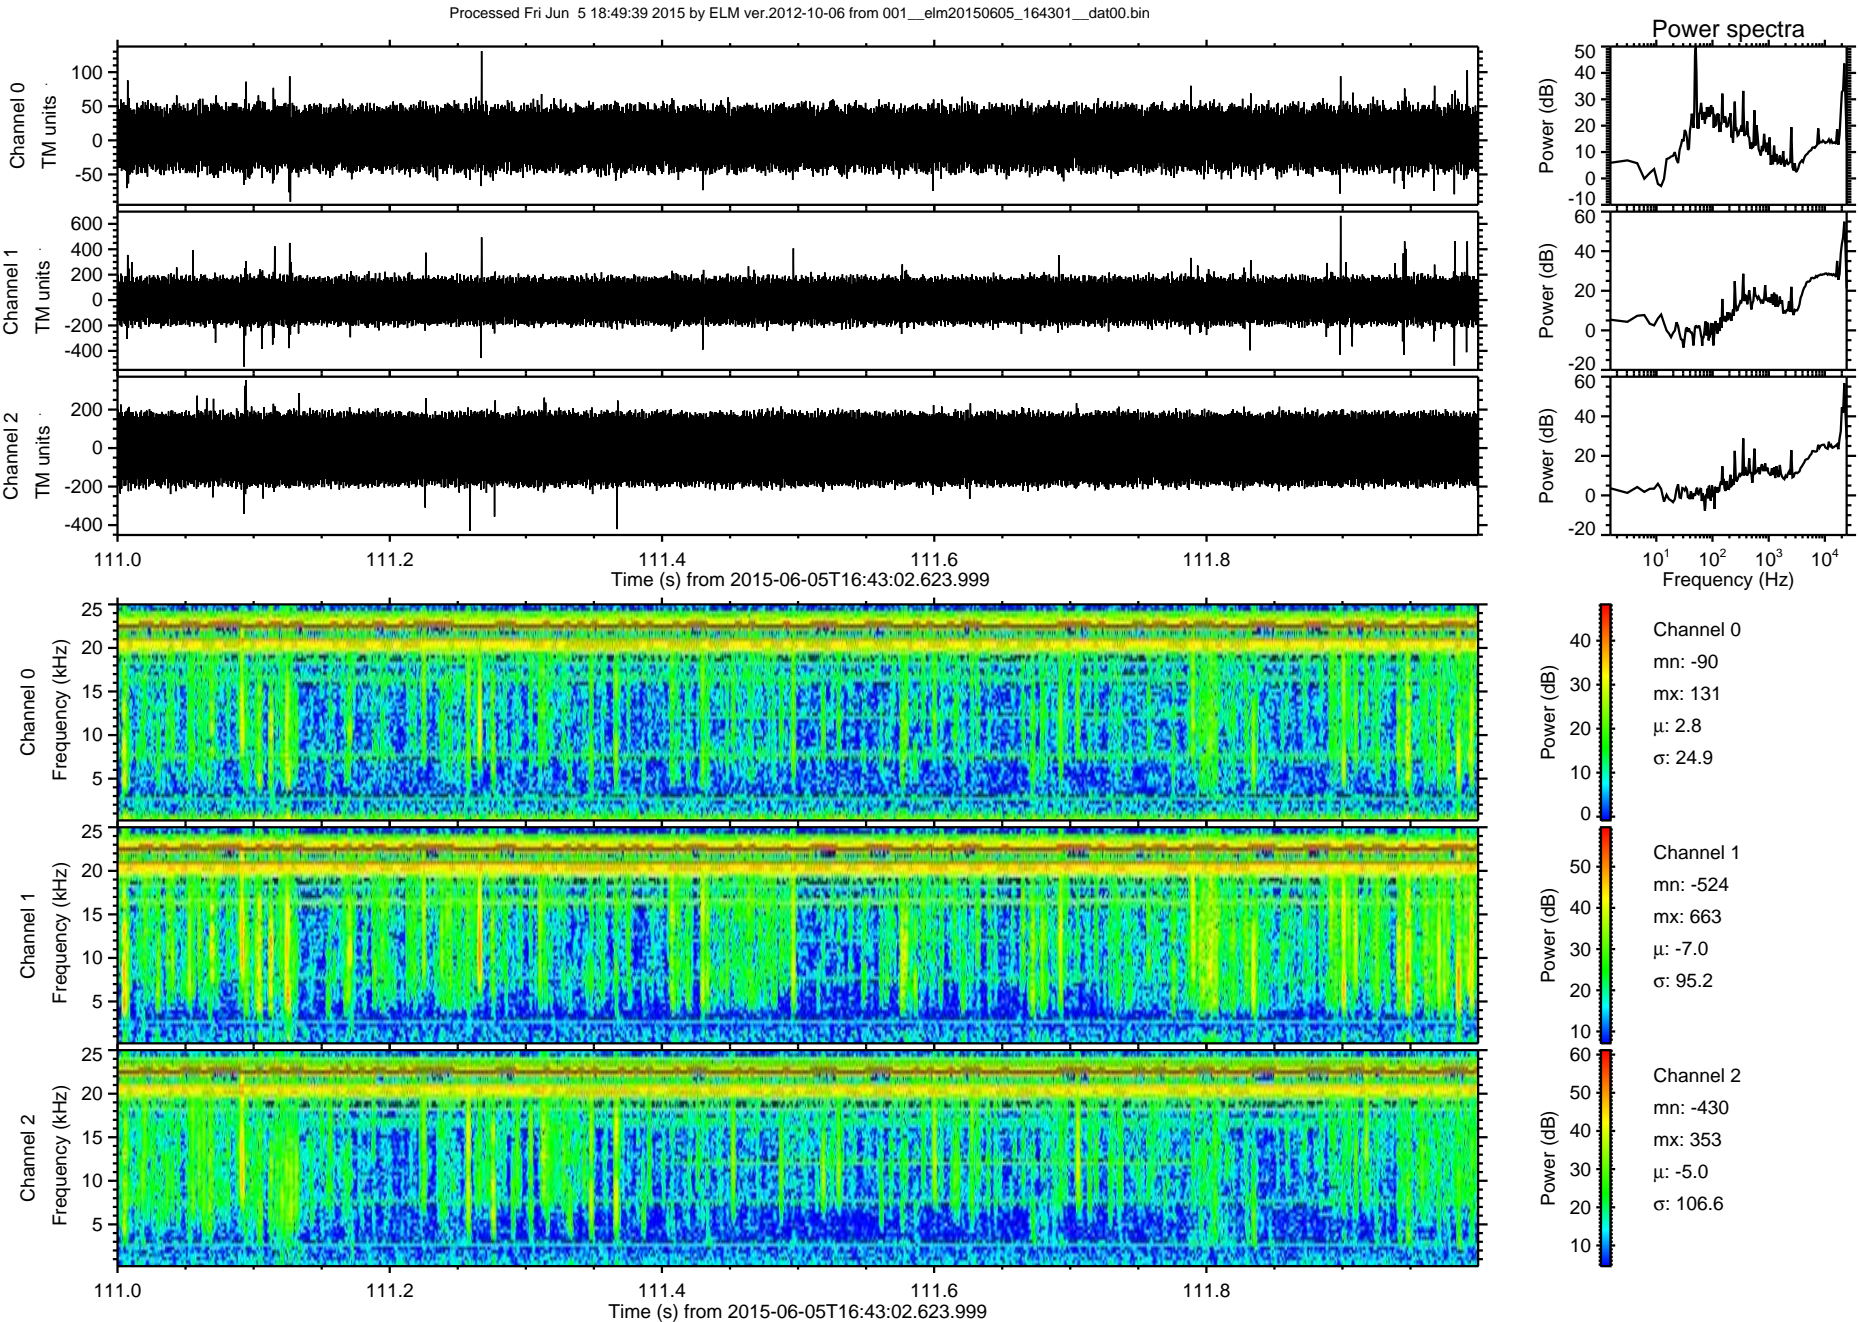 Processed Fri Jun  5 18:49:39 2015 by ELM ver.2012-10-06 from 001__elm20150605_164301__dat00.bin
Power spectra
Channel 0
TM units
100
50
0
-50
Power (dB)
50
40
30
20
10
0
-10
Channel 1
TM units
600
400
200
0
-200
-400
Power (dB)
60
40
20
0
-20
Channel 2
TM units
200
0
-200
-400
Power (dB)
60
40
20
0
-20
111.0 111.2 111.4 111.6 111.8
Time (s) from 2015-06-05T16:43:02.623.999
10^1 10^2 10^3 10^4
Frequency (Hz)
Channel 0
Frequency (kHz)
25
20
15
10
5
Power (dB)
40
30
20
10
0
Channel 0
mn: -90
mx: 131
μ: 2.8
σ: 24.9
Channel 1
Frequency (kHz)
25
20
15
10
5
Power (dB)
50
40
30
20
10
Channel 1
mn: -524
mx: 663
μ: -7.0
σ: 95.2
Channel 2
Frequency (kHz)
25
20
15
10
5
Power (dB)
60
50
40
30
20
10
Channel 2
mn: -430
mx: 353
μ: -5.0
σ: 106.6
111.0 111.2 111.4 111.6 111.8
Time (s) from 2015-06-05T16:43:02.623.999